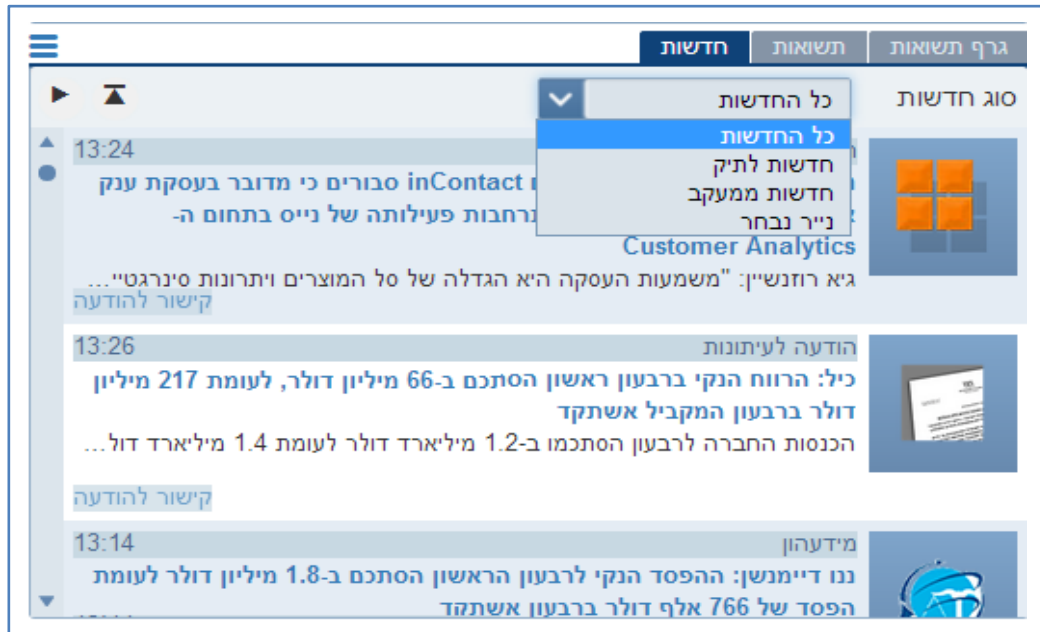 גרף תשואות
תשואות
חדשות
סוג חדשות
כל החדשות
כל החדשות
חדשות לתיק
חדשות ממעקב
נייר נבחר
13:24
inContact סבורים כי מדובר בעסקת ענק
תרחבות פעילותה של נייס בתחום ה-
Customer Analytics
גיא רוזנשיין: "משמעות העסקה היא הגדלה של סל המוצרים ויתרונות סינרגטיי...
קישור להודעה
הודעה לעיתונות 13:26
כיל: הרווח הנקי ברבעון ראשון הסתכם ב-66 מיליון דולר, לעומת 217 מיליון
דולר ברבעון המקביל אשתקד
הכנסות החברה לרבעון הסתכמו ב-1.2 מיליארד דולר לעומת 1.4 מיליארד דול...
קישור להודעה
מידעהון 13:14
ננו דיימנשן: ההפסד הנקי לרבעון הראשון הסתכם ב-1.8 מיליון דולר לעומת
הפסד של 766 אלף דולר ברבעון אשתקד